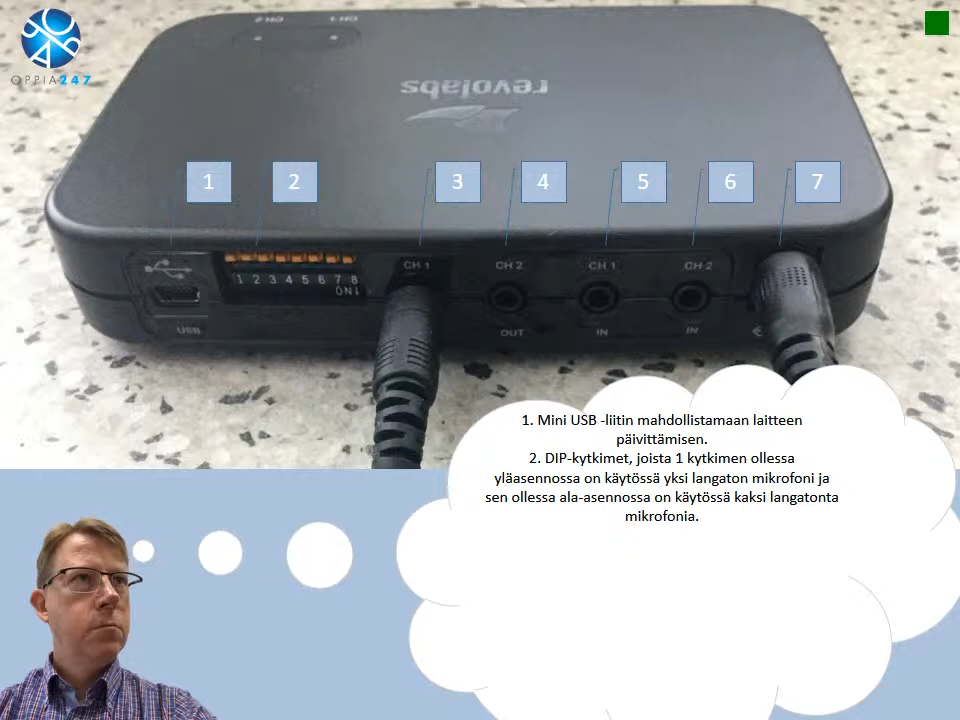 CH 2 CH 1
OPPIA247
revolabs
1 2 3 4 5 6 7
CH 1 CH 2 CH 1 CH 2
1 2 3 4 5 6 7 8
ON↓
USB OUT IN IN
1. Mini USB -liitin mahdollistamaan laitteen
päivittämisen.
2. DIP-kytkimet, joista 1 kytkimen ollessa
yläasennossa on käytössä yksi langaton mikrofoni ja
sen ollessa ala-asennossa on käytössä kaksi langatonta
mikrofonia.